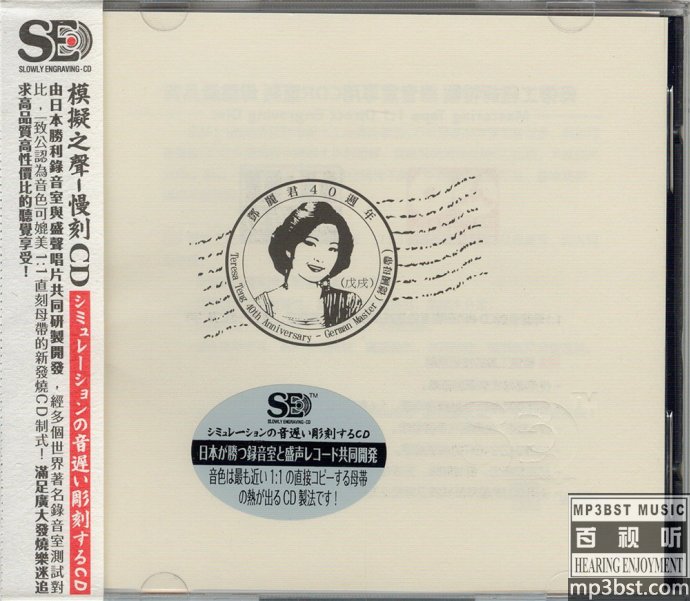 SE
SLOWLY ENGRAVING-CD
模擬之聲-慢刻CD
シミュレーションの音遅い彫刻するCD
由日本勝利錄音室與盛聲唱片共同研製開發，經多個世界著名錄音室測試對
比，一致公認為音色可媲美1:1直刻母帶的新發燒CD制式！滿足廣大發燒樂迷追
求高品質高性價比的聽覺享受！
鄧麗君40週年
(戊戌)
Teresa Teng 40th Anniversary - German Master (德國母帶)
SE™
SLOWLY ENGRAVING-CD
シミュレーションの音遅い彫刻するCD
日本が勝つ録音室と盛声レコード共同開発
音色は最も近い1:1の直接コピーする母帯
の熱が出るCD製法です！
MP3BST MUSIC
百视听
HEARING ENJOYMENT
mp3bst.com